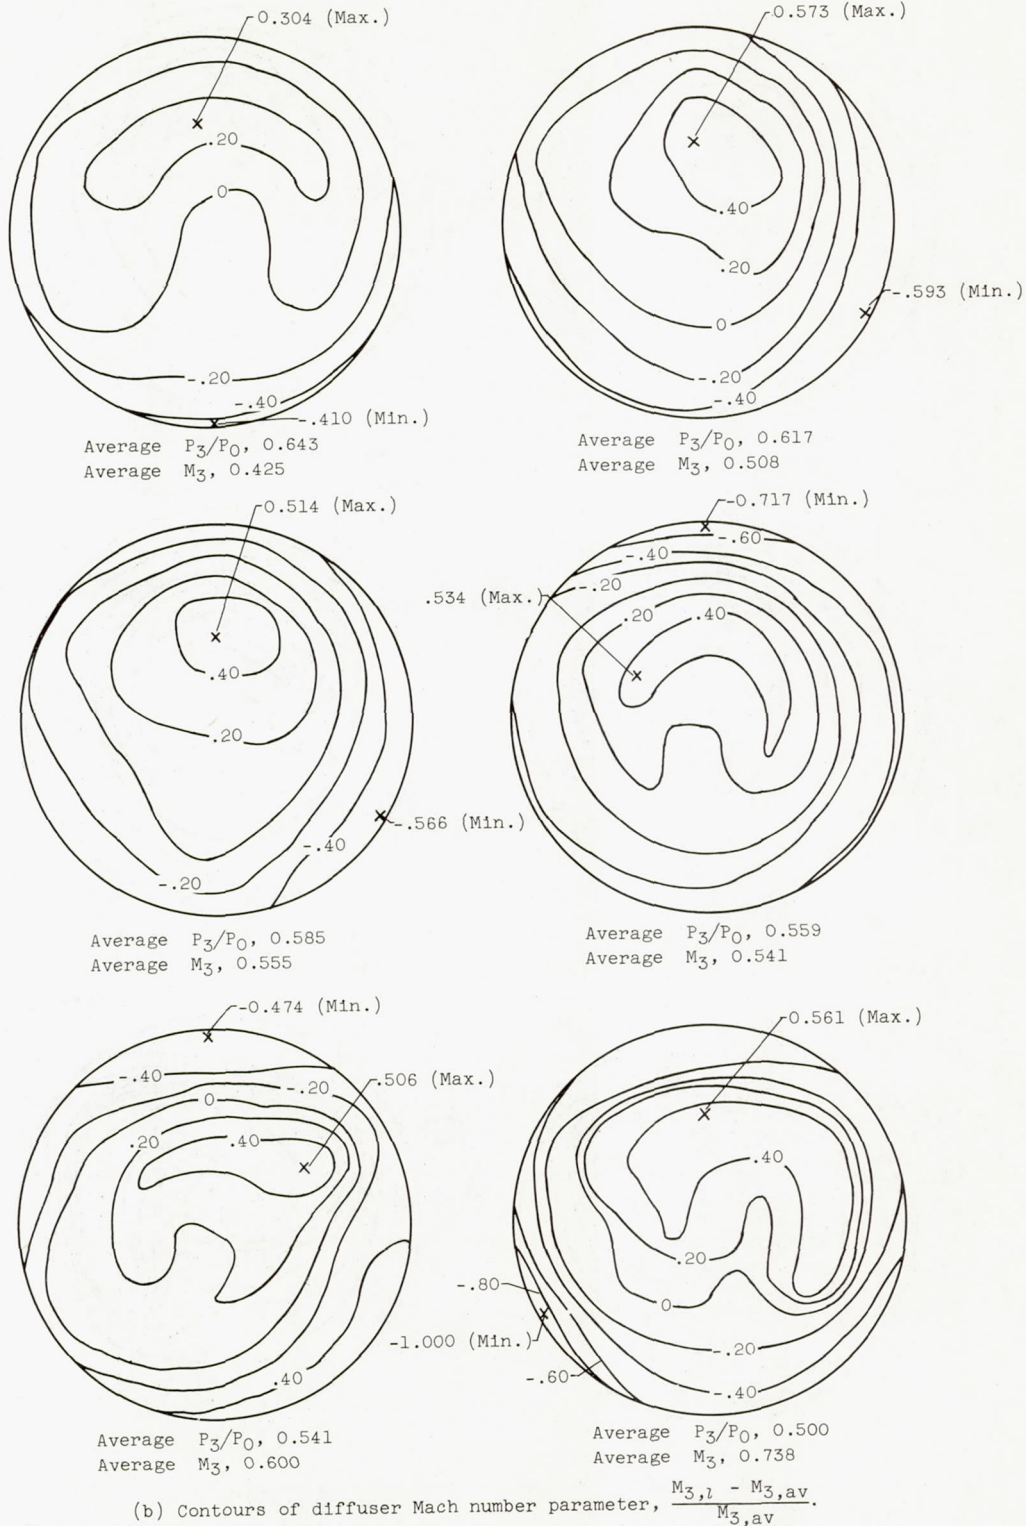 0.304 (Max.)
.20
0
-.20
-.40
-.410 (Min.)
Average P3/P0, 0.643
Average M3, 0.425
0.573 (Max.)
.40
.20
-.593 (Min.)
0
-.20
-.40
Average P3/P0, 0.617
Average M3, 0.508
0.514 (Max.)
.40
.20
-.566 (Min.)
-.40
-.20
Average P3/P0, 0.585
Average M3, 0.555
-0.717 (Min.)
-.60
-.40
-.20
.534 (Max.)
.20
.40
Average P3/P0, 0.559
Average M3, 0.541
-0.474 (Min.)
-.40
-.20
.506 (Max.)
0
.20
.40
.40
Average P3/P0, 0.541
Average M3, 0.600
0.561 (Max.)
.40
.20
-.80
0
-1.000 (Min.)
-.20
-.60
-.40
Average P3/P0, 0.500
Average M3, 0.738
(b) Contours of diffuser Mach number parameter, M3,l - M3,av / M3,av.